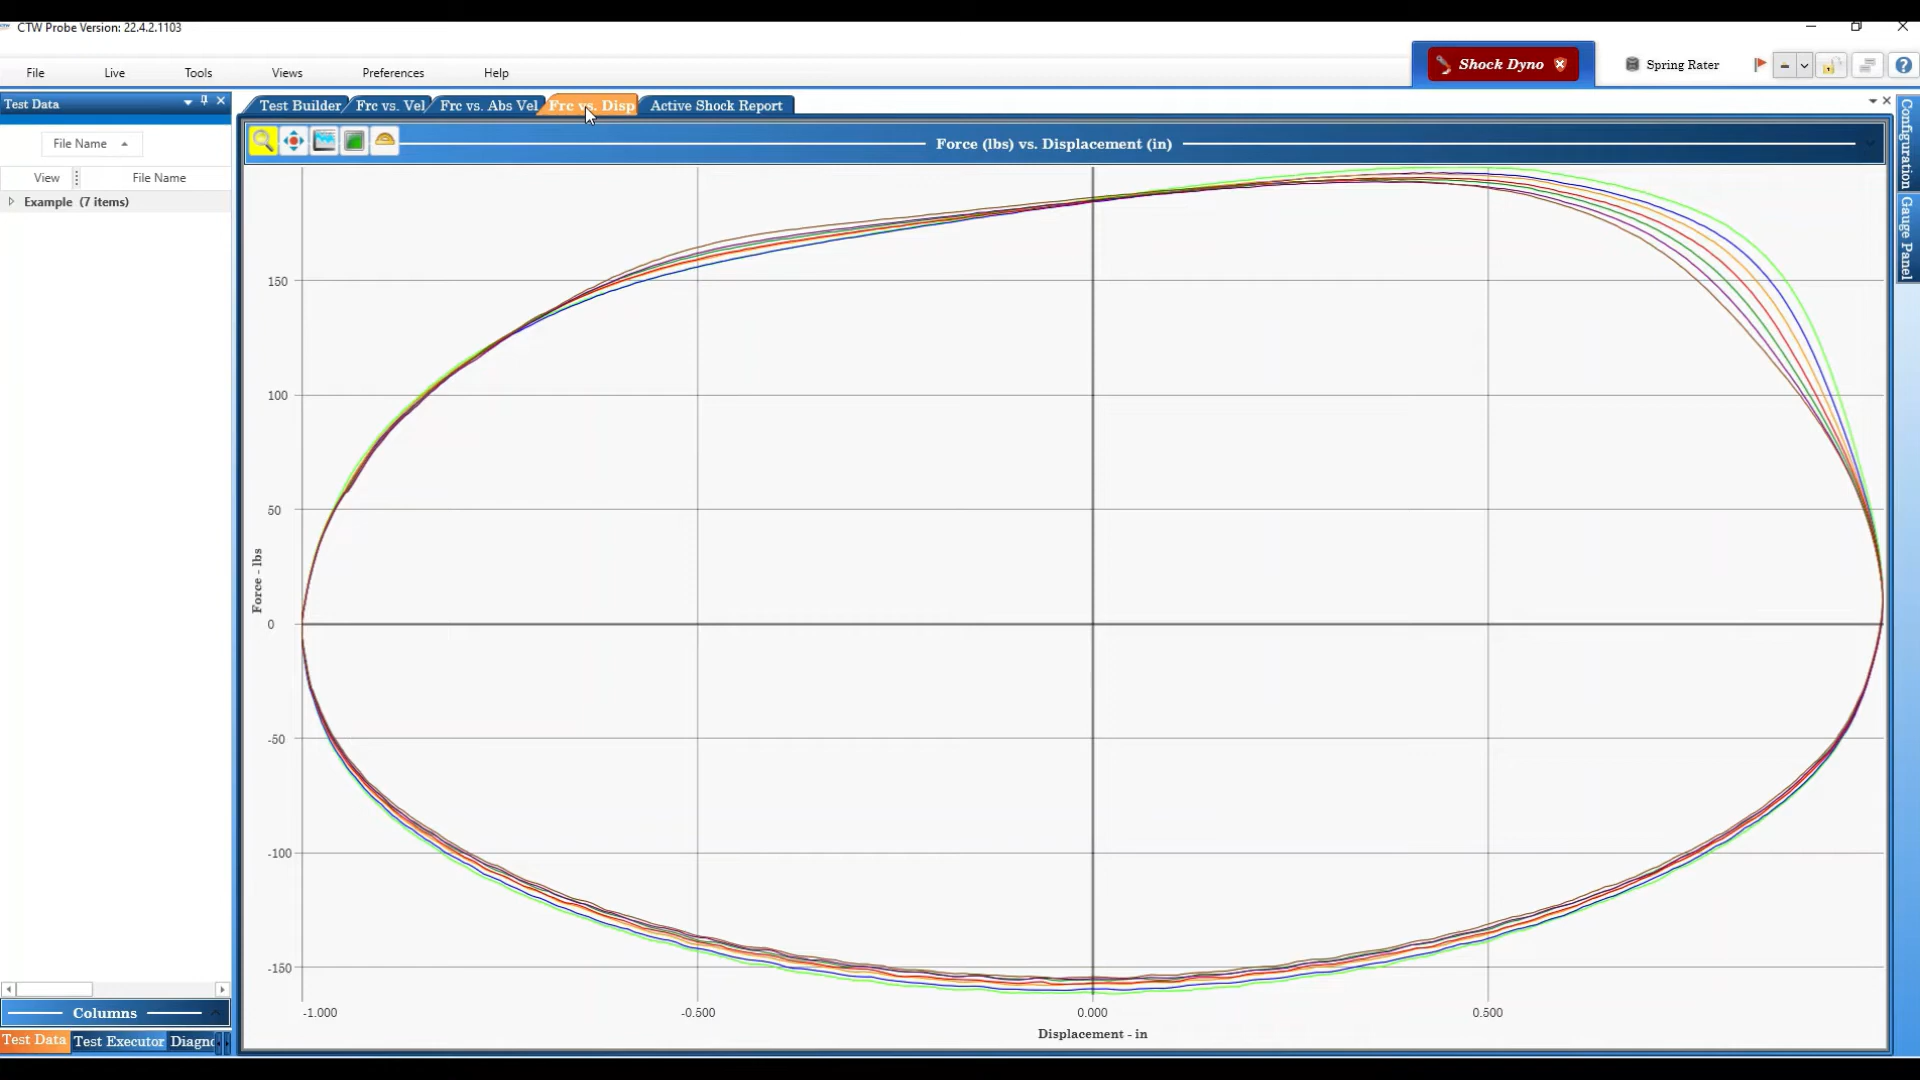 CTW Probe Version: 22.4.2.1103
File
Live
Tools
Views
Preferences
Help
Shock Dyno
Spring Rater
Test Data
Test Builder
Frc vs. Vel
Frc vs. Abs Vel
Frc vs. Disp
Active Shock Report
File Name
View
File Name
Example (7 items)
Force (lbs) vs. Displacement (in)
Configuration
Gauge Panel
150
100
50
0
-50
-100
-150
Force - lbs
-1.000
-0.500
0.000
0.500
Displacement - in
Columns
Test Data
Test Executor